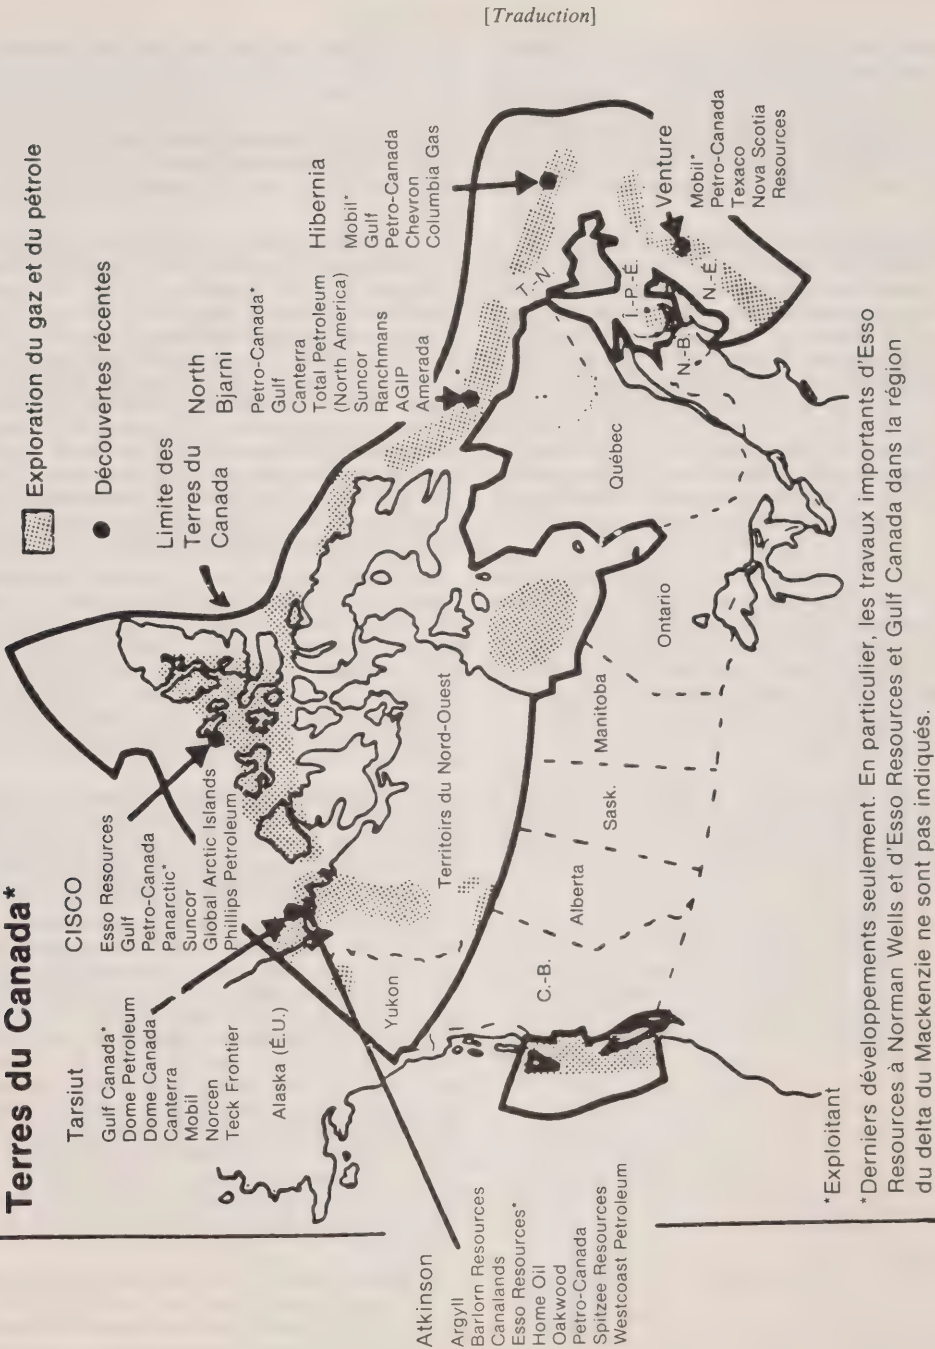 [Traduction]
Terres du Canada*
Exploration du gaz et du pétrole
Découvertes récentes
Limite des
Terres du
Canada
Tarsiut
Gulf Canada*
Dome Petroleum
Dome Canada
Canterra
Mobil
Norcen
Teck Frontier
CISCO
Esso Resources
Gulf
Petro-Canada
Panarctic*
Suncor
Global Arctic Islands
Phillips Petroleum
North
Bjarni
Petro-Canada*
Gulf
Canterra
Total Petroleum
(North America)
Suncor
Ranchmans
AGIP
Amerada
Hibernia
Mobil*
Gulf
Petro-Canada
Chevron
Columbia Gas
Venture
Mobil*
Petro-Canada
Texaco
Nova Scotia
Resources
Atkinson
Argyll
Barlorn Resources
Canalands
Esso Resources*
Home Oil
Oakwood
Petro-Canada
Spitzee Resources
Westcoast Petroleum
Alaska (É.U.)
Yukon
Territoirs du Nord-Ouest
C.-B.
Alberta
Sask.
Manitoba
Ontario
Québec
T.-N.
Î.-P.-É.
N.-B.
N.-É.
*Exploitant
*Derniers développements seulement. En particulier, les travaux importants d'Esso
Resources à Norman Wells et d'Esso Resources et Gulf Canada dans la région
du delta du Mackenzie ne sont pas indiqués.